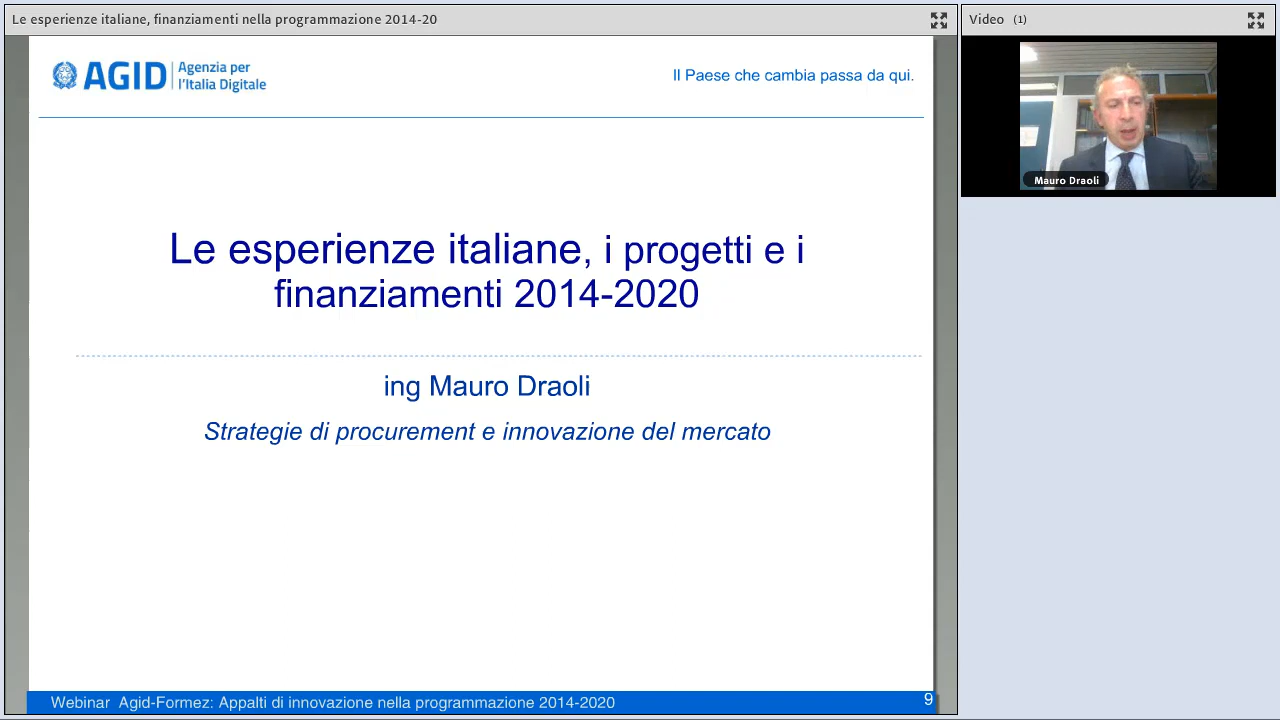 Le esperienze italiane, finanziamenti nella programmazione 2014-20
Video (1)
AGID
Agenzia per
l'Italia Digitale
Il Paese che cambia passa da qui.
Mauro Draoli
Le esperienze italiane, i progetti e i
finanziamenti 2014-2020
ing Mauro Draoli
Strategie di procurement e innovazione del mercato
Webinar Agid-Formez: Appalti di innovazione nella programmazione 2014-2020
9